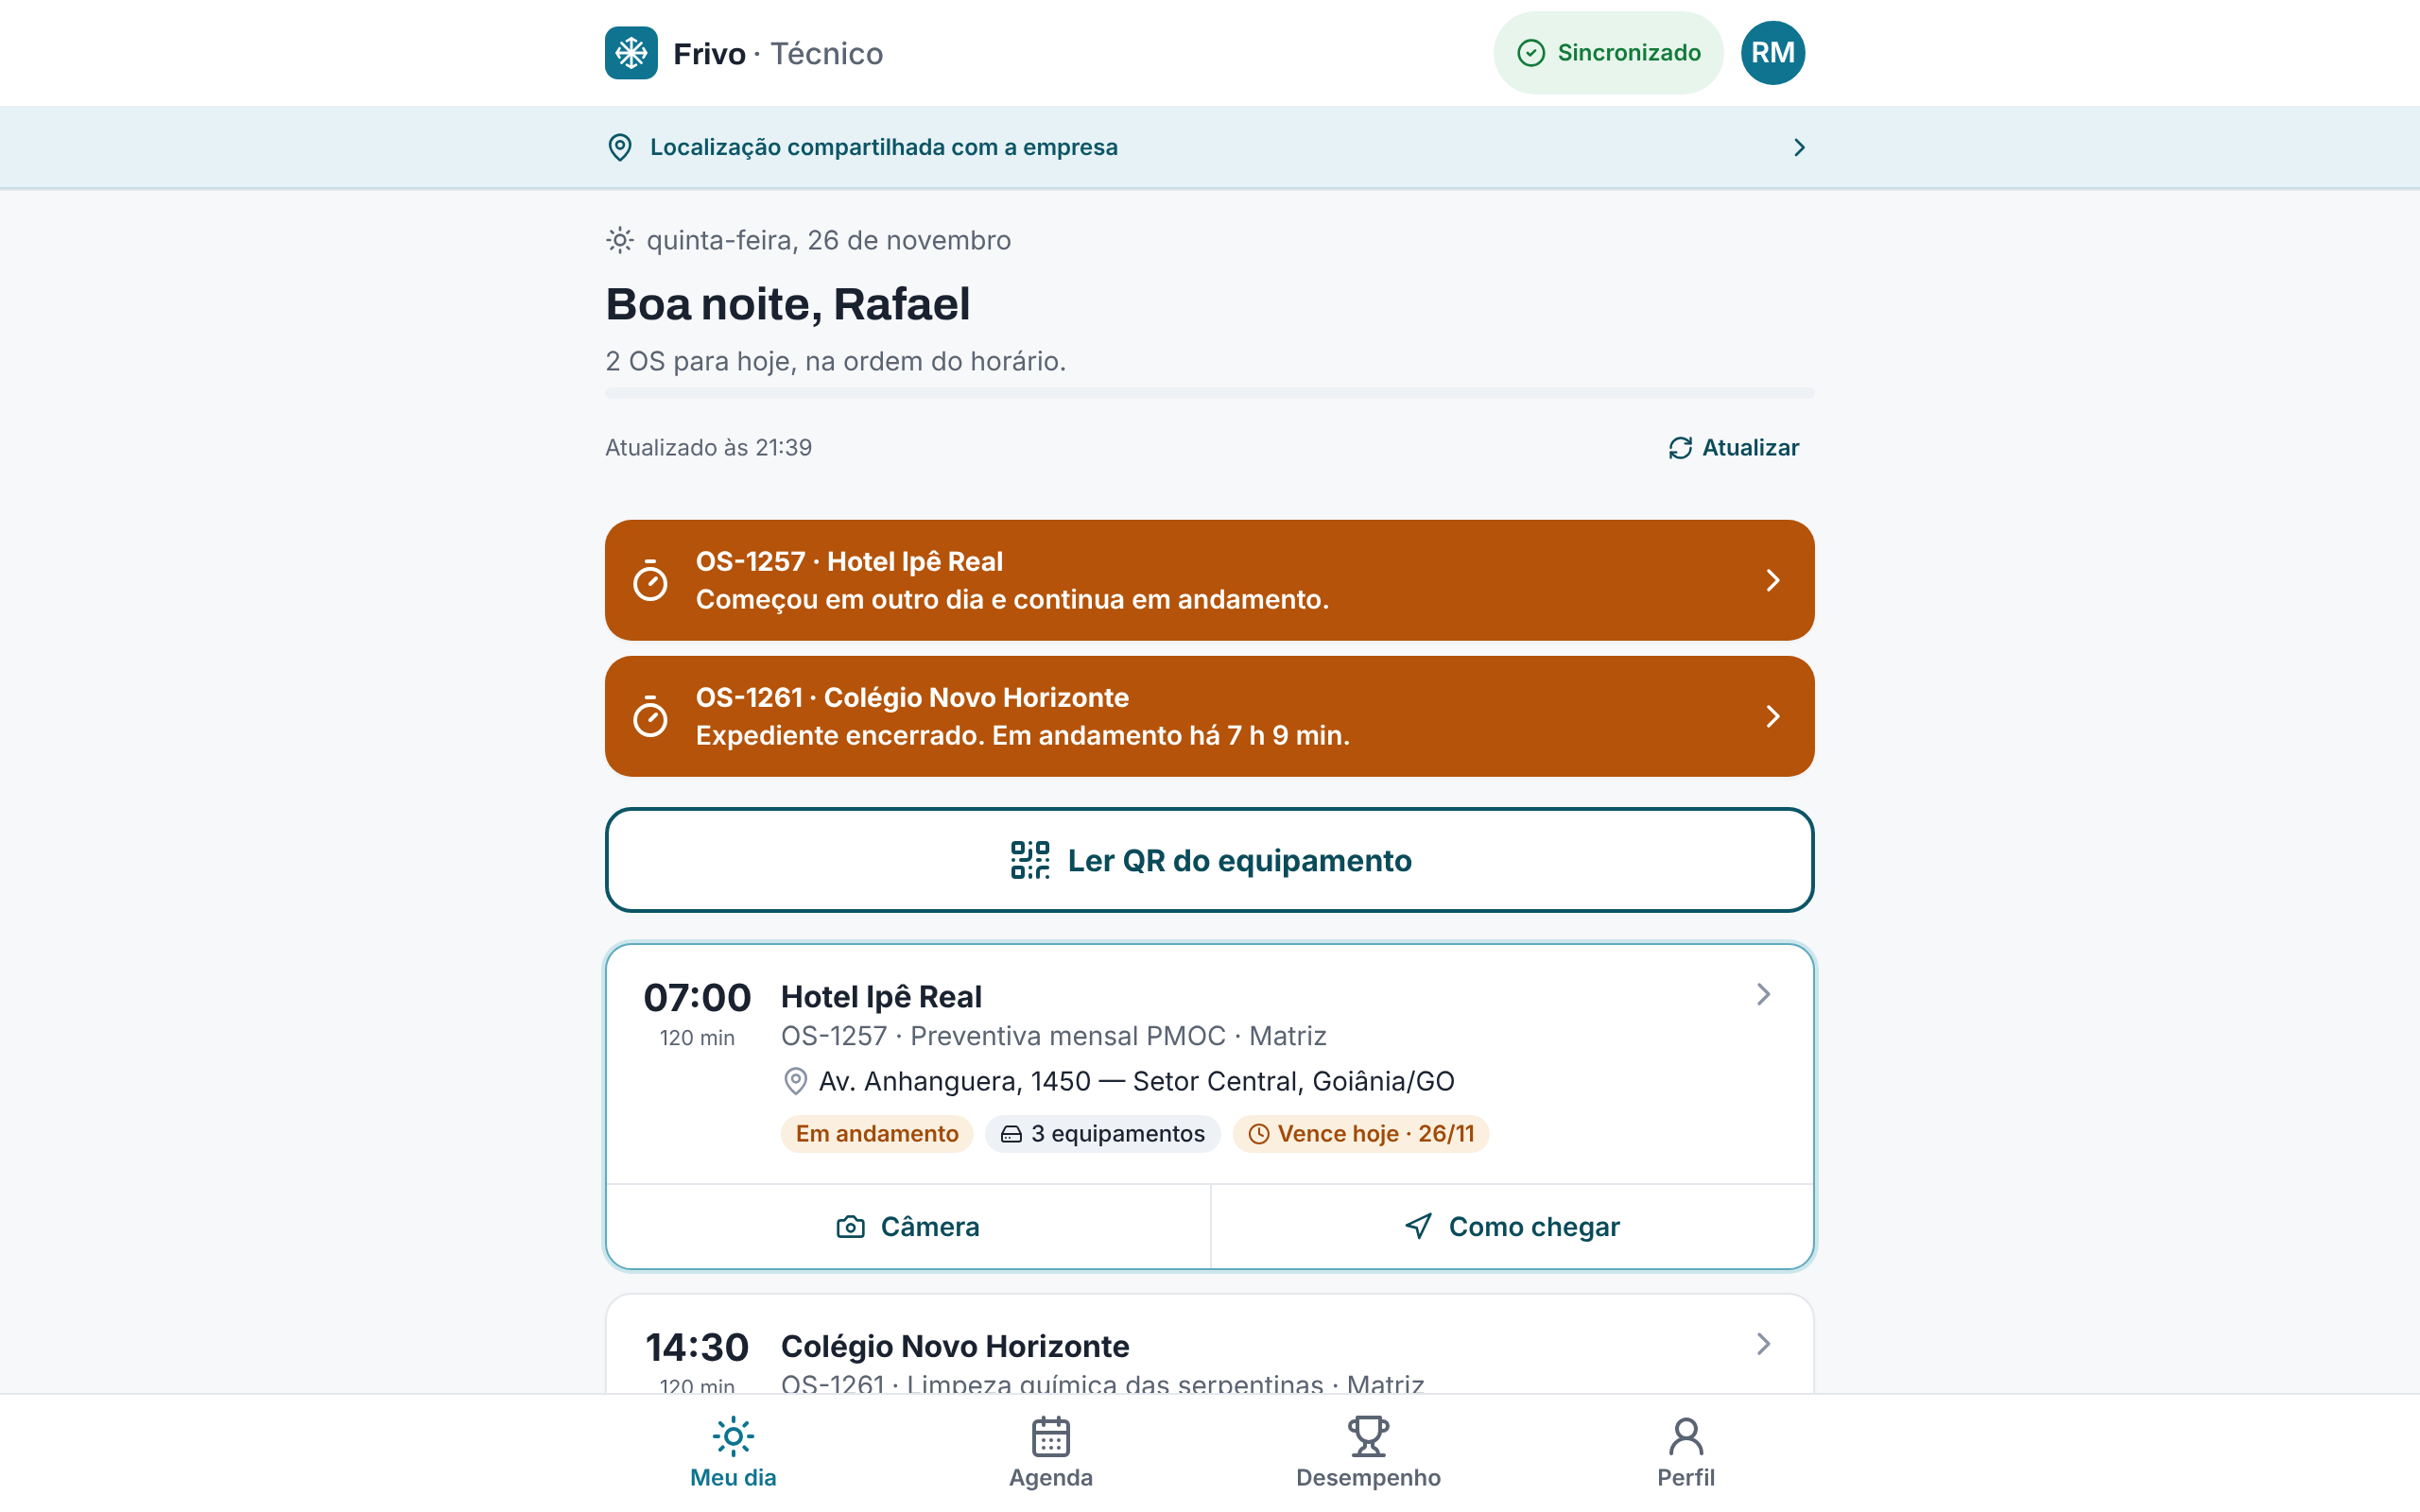 Frivo · Técnico
Sincronizado
RM
Localização compartilhada com a empresa
quinta-feira, 26 de novembro
Boa noite, Rafael
2 OS para hoje, na ordem do horário.
Atualizado às 21:39
Atualizar
OS-1257 · Hotel Ipê Real
Começou em outro dia e continua em andamento.
OS-1261 · Colégio Novo Horizonte
Expediente encerrado. Em andamento há 7 h 9 min.
Ler QR do equipamento
07:00
120 min
Hotel Ipê Real
OS-1257 · Preventiva mensal PMOC · Matriz
Av. Anhanguera, 1450 — Setor Central, Goiânia/GO
Em andamento
3 equipamentos
Vence hoje · 26/11
Câmera
Como chegar
14:30
120 min
Colégio Novo Horizonte
OS-1261 · Limpeza química das serpentinas · Matriz
Meu dia
Agenda
Desempenho
Perfil